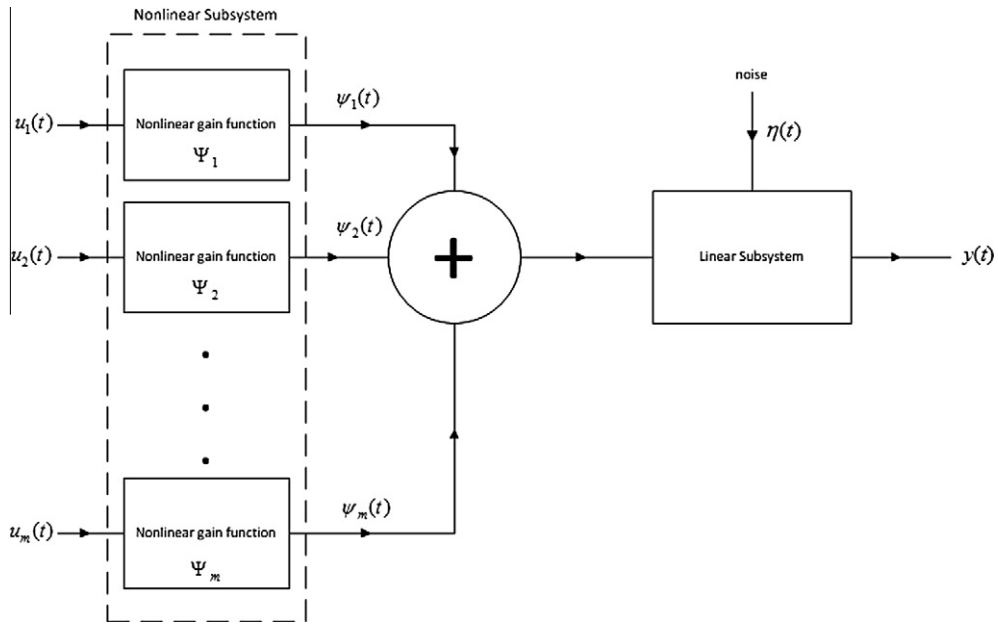 Nonlinear Subsystem
u₁(t)
Nonlinear gain function
Ψ₁
ψ₁(t)
u₂(t)
Nonlinear gain function
Ψ₂
ψ₂(t)
+
noise
η(t)
Linear Subsystem
y(t)
uₘ(t)
Nonlinear gain function
Ψₘ
ψₘ(t)